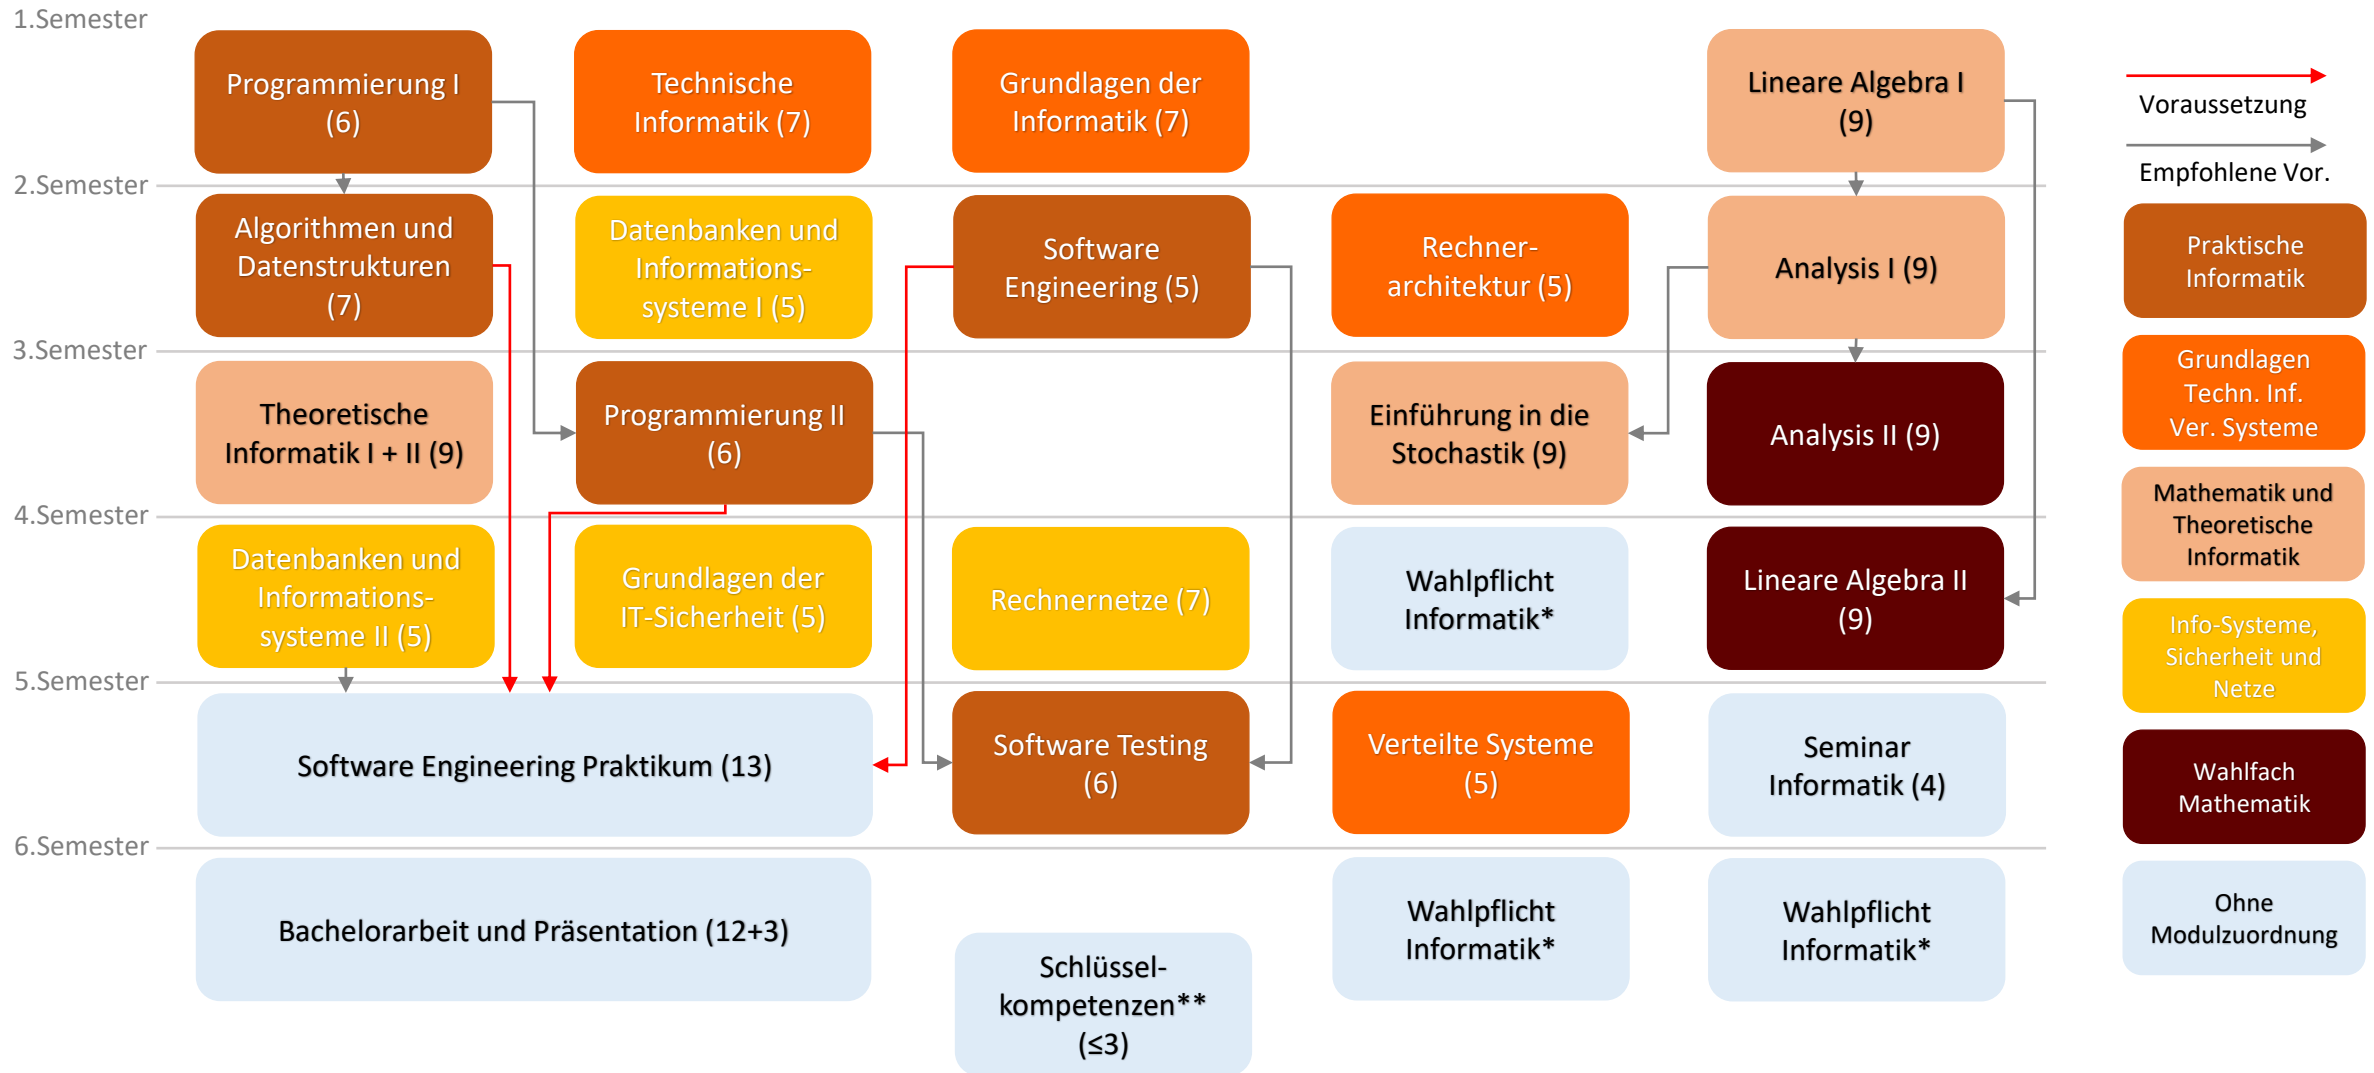 1.Semester
Programmierung I
(6)
Technische
Informatik (7)
Grundlagen der
Informatik (7)
Lineare Algebra I
(9)
2.Semester
Algorithmen und
Datenstrukturen
(7)
Datenbanken und
Informations-
systeme I (5)
Software
Engineering (5)
Rechner-
architektur (5)
Analysis I (9)
3.Semester
Theoretische
Informatik I + II (9)
Programmierung II
(6)
Einführung in die
Stochastik (9)
Analysis II (9)
4.Semester
Datenbanken und
Informations-
systeme II (5)
Grundlagen der
IT-Sicherheit (5)
Rechnernetze (7)
Wahlpflicht
Informatik*
Lineare Algebra II
(9)
5.Semester
Software Engineering Praktikum (13)
Software Testing
(6)
Verteilte Systeme
(5)
Seminar
Informatik (4)
6.Semester
Bachelorarbeit und Präsentation (12+3)
Schlüssel-
kompetenzen**
(≤3)
Wahlpflicht
Informatik*
Wahlpflicht
Informatik*
Voraussetzung
Empfohlene Vor.
Praktische
Informatik
Grundlagen
Techn. Inf.
Ver. Systeme
Mathematik und
Theoretische
Informatik
Info-Systeme,
Sicherheit und
Netze
Wahlfach
Mathematik
Ohne
Modulzuordnung